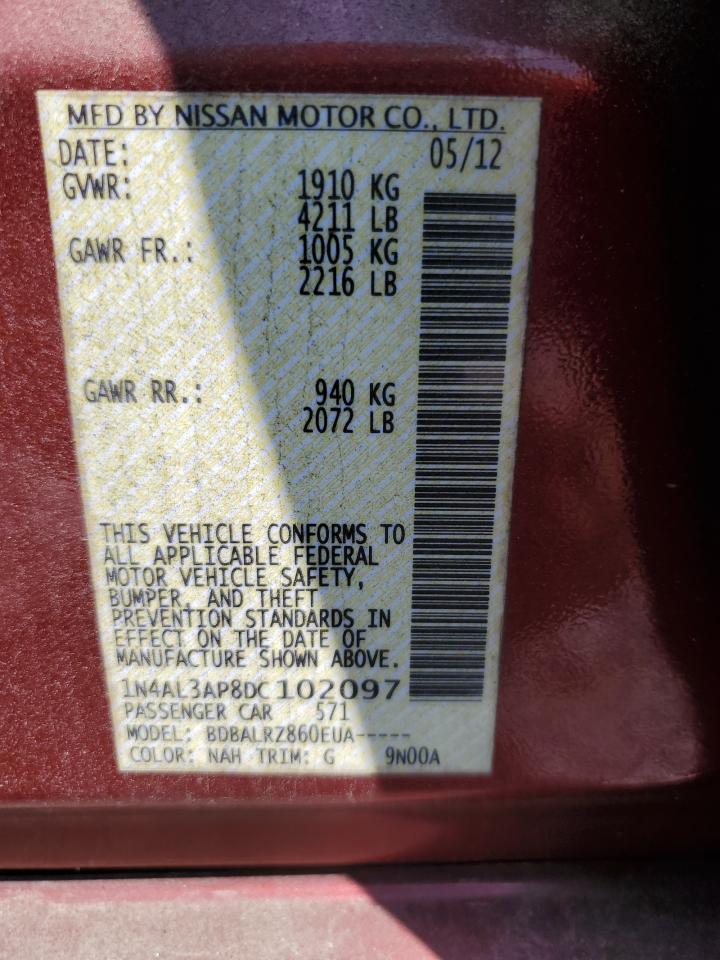 MFD BY NISSAN MOTOR CO., LTD.
DATE: 05/12
GVWR: 1910 KG
4211 LB
GAWR FR.: 1005 KG
2216 LB
GAWR RR.: 940 KG
2072 LB
THIS VEHICLE CONFORMS TO
ALL APPLICABLE FEDERAL
MOTOR VEHICLE SAFETY,
BUMPER, AND THEFT
PREVENTION STANDARDS IN
EFFECT ON THE DATE OF
MANUFACTURE SHOWN ABOVE.
1N4AL3AP8DC102097
PASSENGER CAR 571
MODEL: BDBALRZ860EUA-----
COLOR: NAH TRIM: G 9N00A